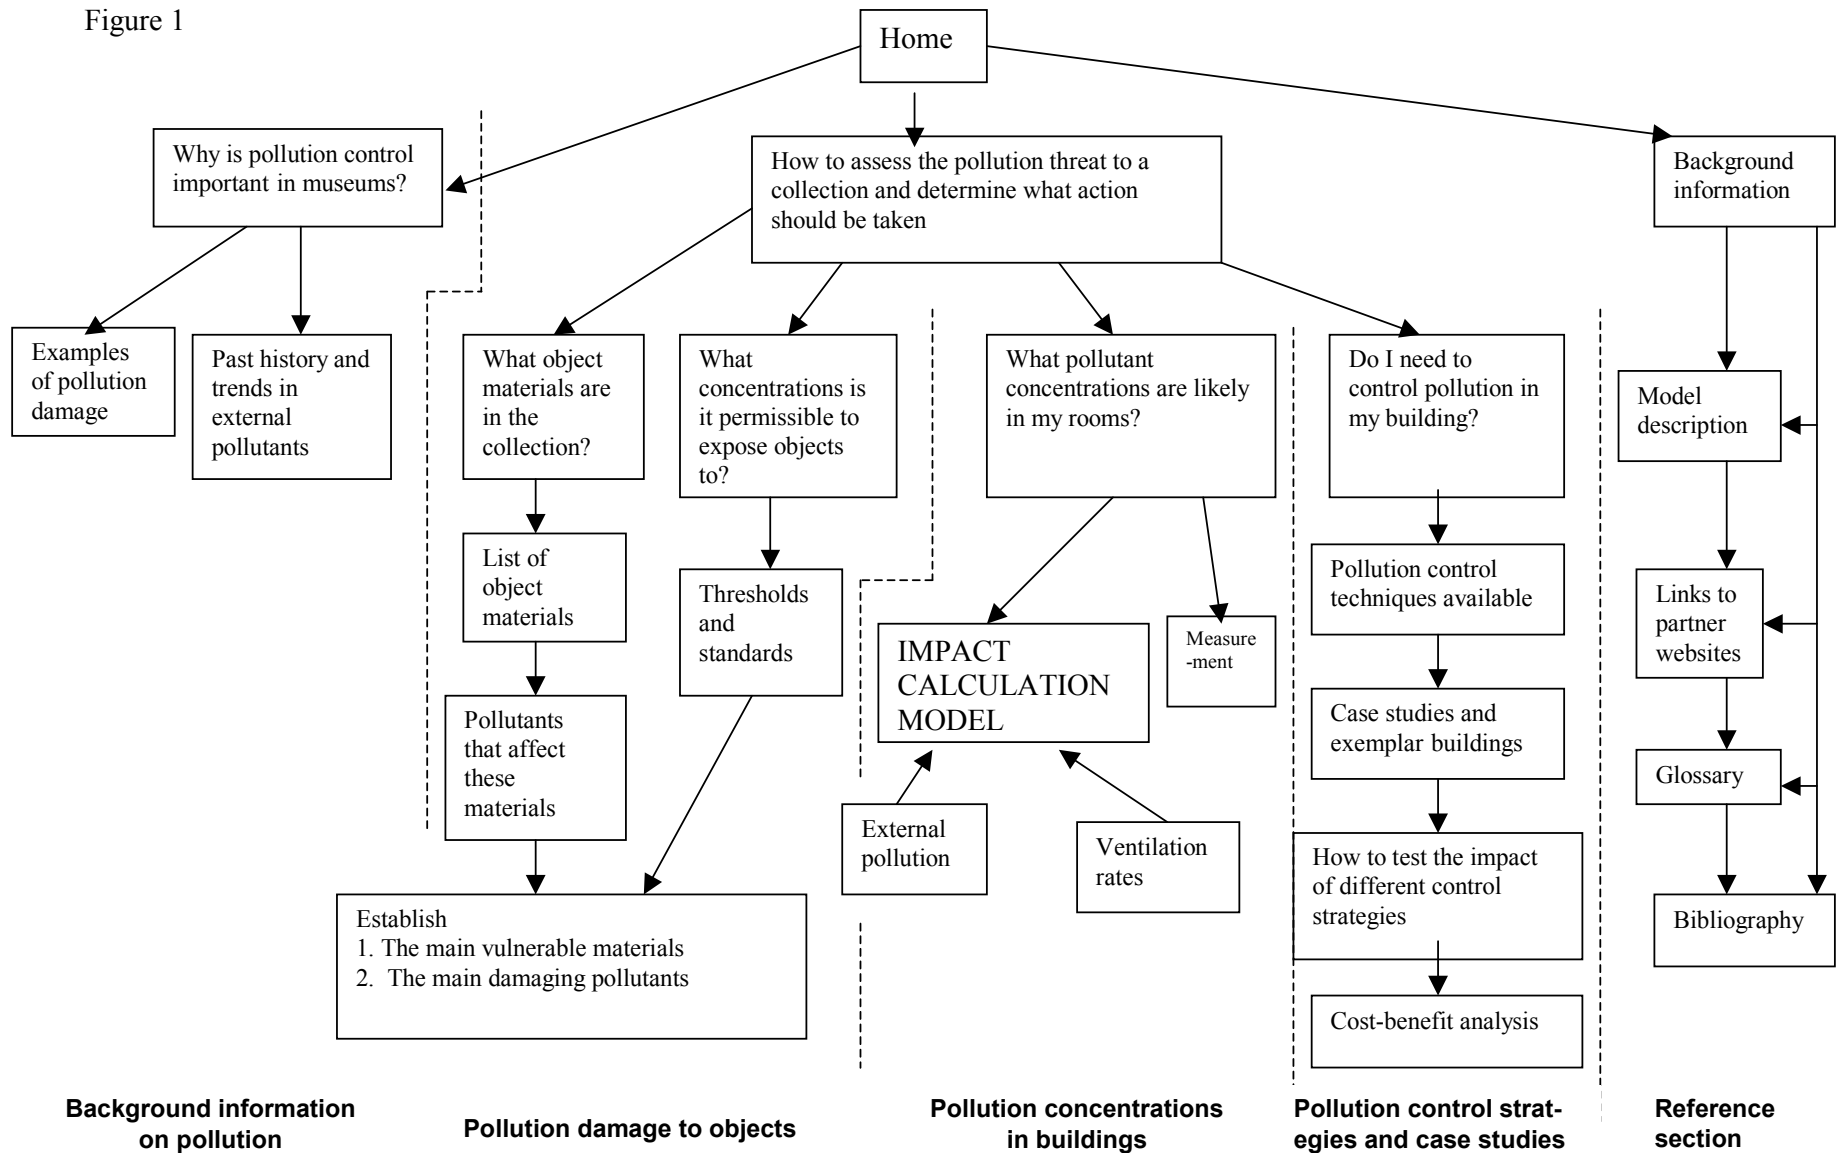 Figure 1
Home
Why is pollution control
important in museums?
How to assess the pollution threat to a
collection and determine what action
should be taken
Background
information
Examples
of pollution
damage
Past history and
trends in
external
pollutants
What object
materials are
in the
collection?
What
concentrations is
it permissible to
expose objects
to?
What pollutant
concentrations are likely
in my rooms?
Do I need to
control pollution in
my building?
Model
description
List of
object
materials
Thresholds
and
standards
Pollution control
techniques available
Links to
partner
websites
IMPACT
CALCULATION
MODEL
Measure
-ment
Pollutants
that affect
these
materials
Case studies and
exemplar buildings
Glossary
External
pollution
Ventilation
rates
How to test the impact
of different control
strategies
Establish
1. The main vulnerable materials
2. The main damaging pollutants
Bibliography
Cost-benefit analysis
Background information
on pollution
Pollution damage to objects
Pollution concentrations
in buildings
Pollution control strat-
egies and case studies
Reference
section